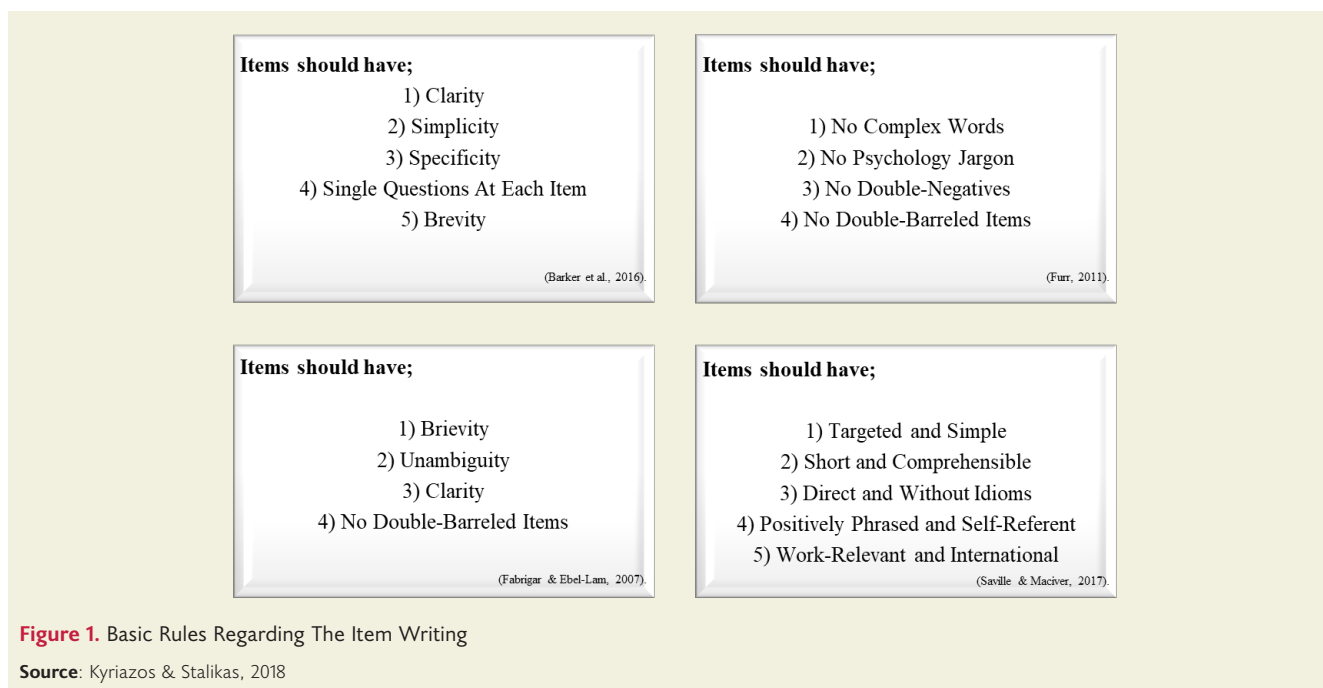 Items should have;
1) Clarity
2) Simplicity
3) Specificity
4) Single Questions At Each Item
5) Brevity
(Barker et al., 2016).
Items should have;
1) No Complex Words
2) No Psychology Jargon
3) No Double-Negatives
4) No Double-Barreled Items
(Furr, 2011).
Items should have;
1) Brievity
2) Unambiguity
3) Clarity
4) No Double-Barreled Items
(Fabrigar & Ebel-Lam, 2007).
Items should have;
1) Targeted and Simple
2) Short and Comprehensible
3) Direct and Without Idioms
4) Positively Phrased and Self-Referent
5) Work-Relevant and International
(Saville & Maciver, 2017).
Figure 1. Basic Rules Regarding The Item Writing
Source: Kyriazos & Stalikas, 2018